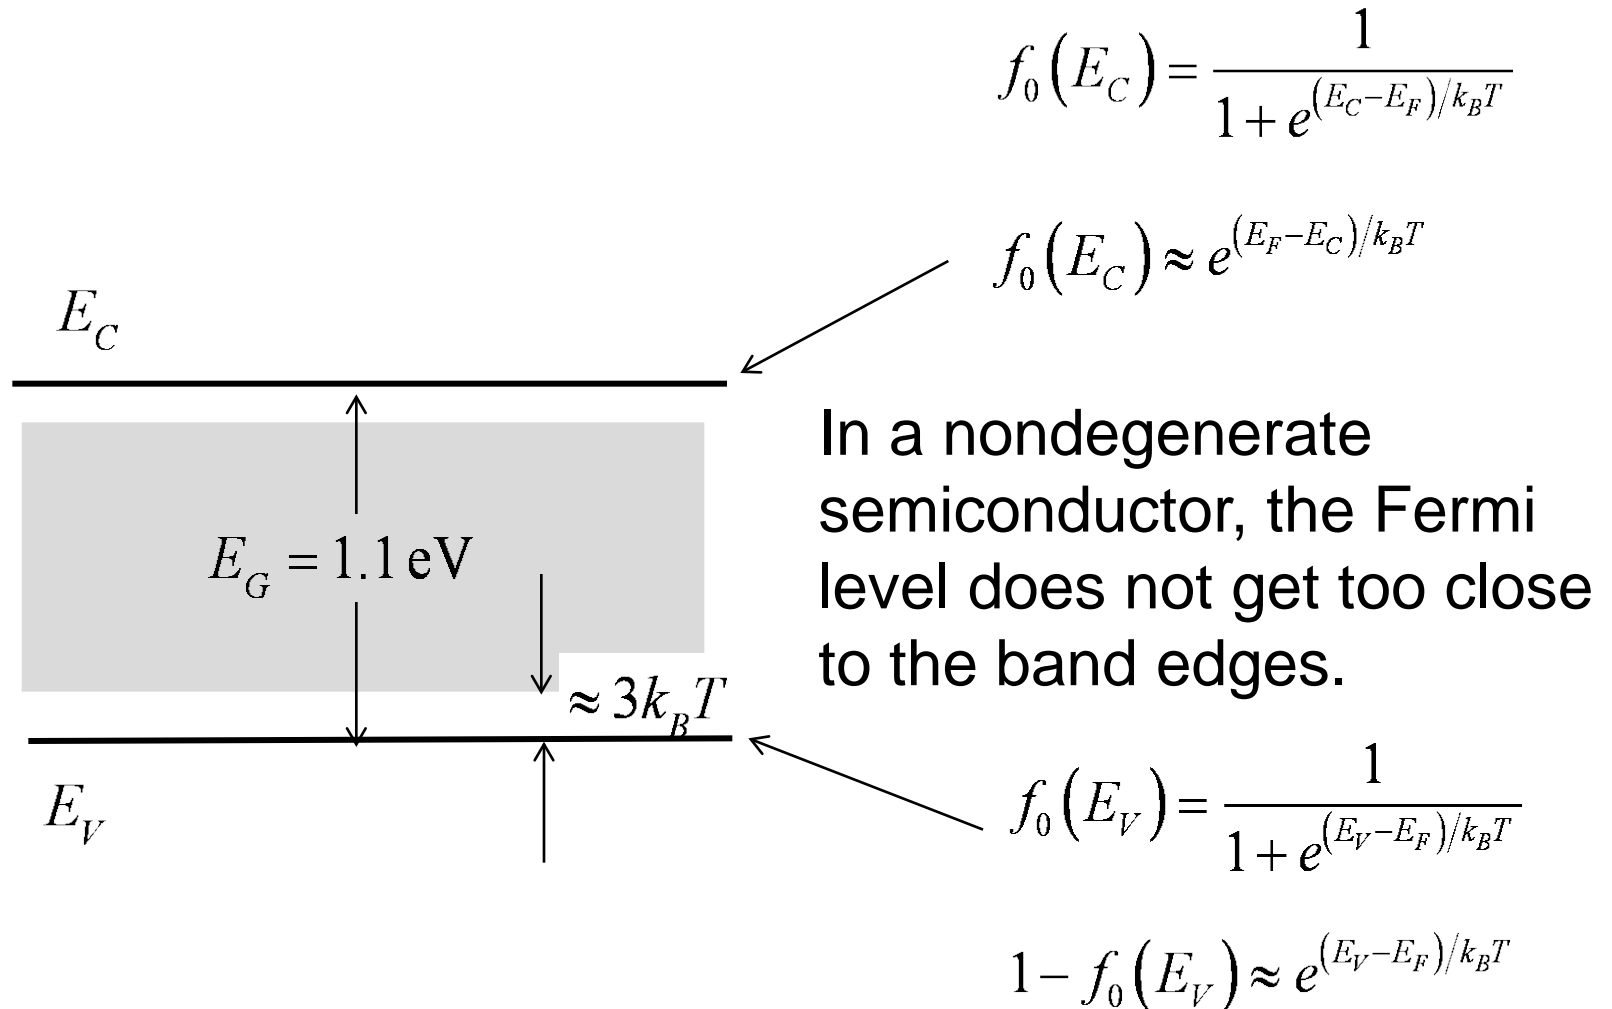 f₀(E_C) = 1 / (1 + e^{(E_C−E_F)/k_BT})
f₀(E_C) ≈ e^{(E_F−E_C)/k_BT}
E_C
In a nondegenerate
semiconductor, the Fermi
level does not get too close
to the band edges.
E_G = 1.1 eV
≈ 3k_BT
E_V
f₀(E_V) = 1 / (1 + e^{(E_V−E_F)/k_BT})
1 − f₀(E_V) ≈ e^{(E_V−E_F)/k_BT}